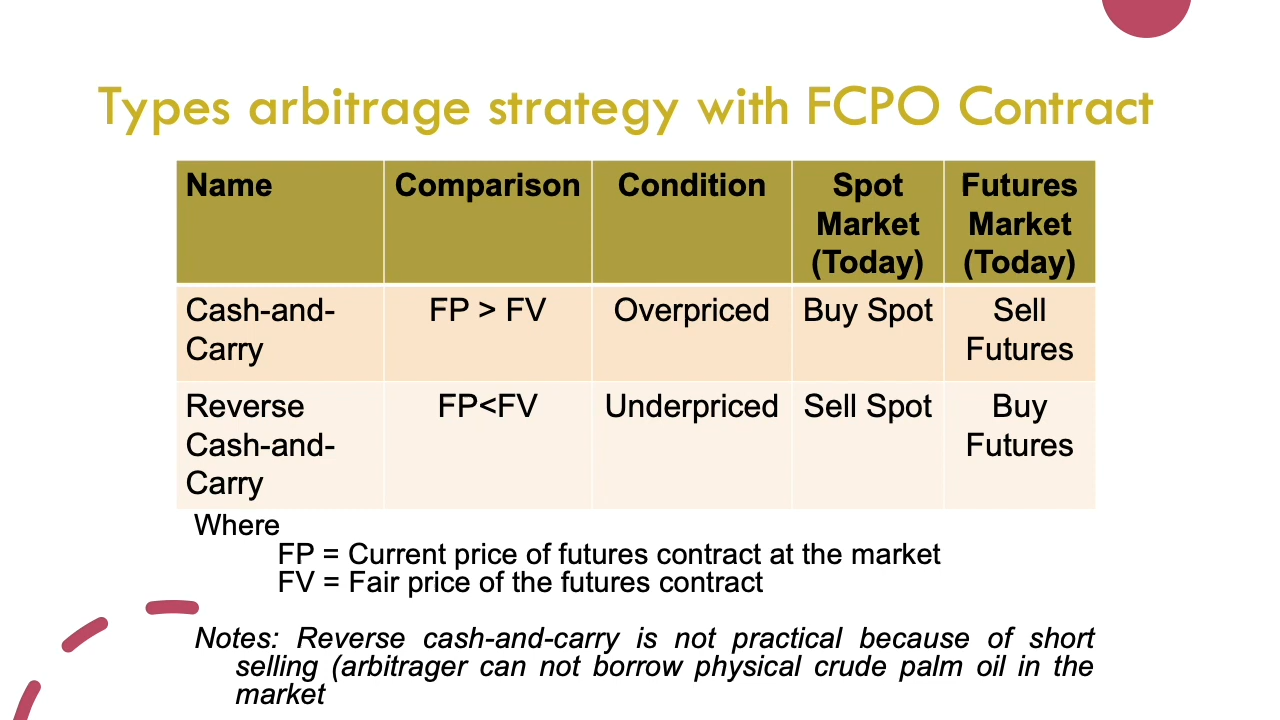 Types arbitrage strategy with FCPO Contract
Name
Comparison
Condition
Spot
Market
(Today)
Futures
Market
(Today)
Cash-and-
Carry
FP > FV
Overpriced
Buy Spot
Sell
Futures
Reverse
Cash-and-
Carry
FP<FV
Underpriced
Sell Spot
Buy
Futures
Where
FP = Current price of futures contract at the market
FV = Fair price of the futures contract
Notes: Reverse cash-and-carry is not practical because of short
selling (arbitrager can not borrow physical crude palm oil in the
market